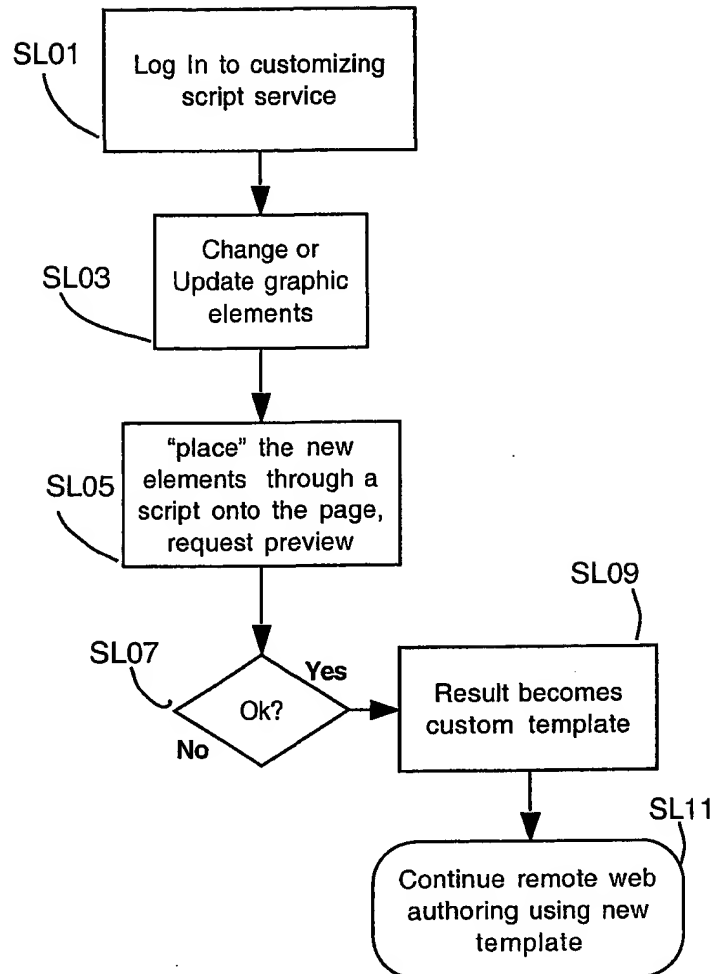 SL01
Log In to customizing
script service
SL03
Change or
Update graphic
elements
SL05
“place” the new
elements through a
script onto the page,
request preview
SL07
Ok?
Yes
No
SL09
Result becomes
custom template
SL11
Continue remote web
authoring using new
template